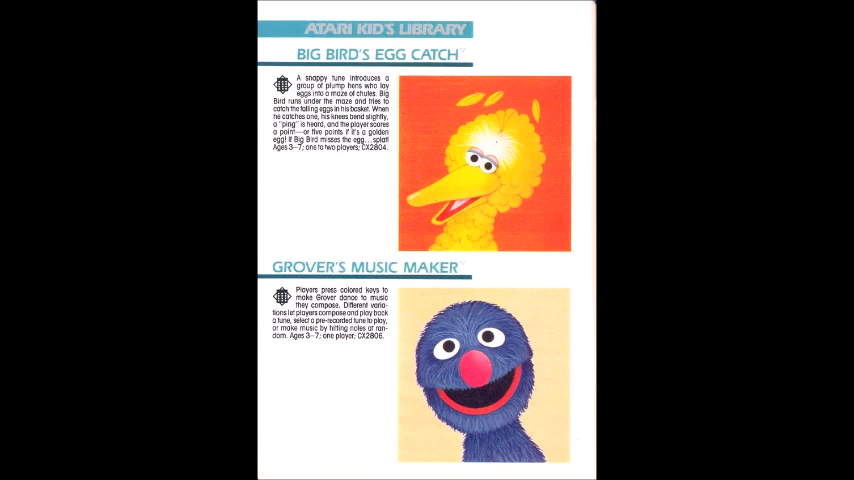 ATARI KID'S LIBRARY
BIG BIRD'S EGG CATCH™
A snappy tune introduces a
group of plump hens who lay
eggs into a maze of chutes. Big
Bird runs under the maze and tries to
catch the falling eggs in his basket. When
he catches one, his knees bend slightly,
a "ping" is heard, and the player scores
a point—or five points if it's a golden
egg! If Big Bird misses the egg...splat!
Ages 3–7; one to two players; CX2804.
GROVER'S MUSIC MAKER™
Players press colored keys to
make Grover dance to music
they compose. Different varia-
tions let players compose and play back
a tune, select a pre-recorded tune to play,
or make music by hitting notes at ran-
dom. Ages 3–7; one player; CX2806.